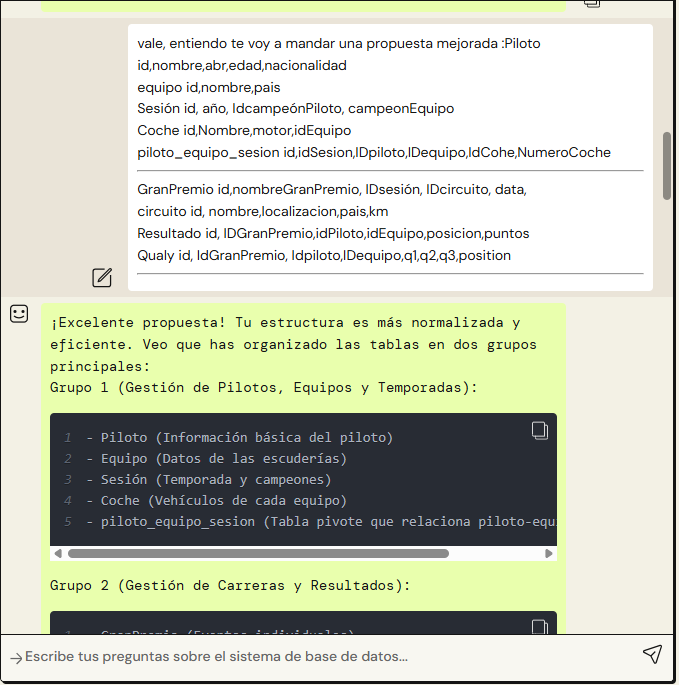 vale, entiendo te voy a mandar una propuesta mejorada :Piloto
id,nombre,abr,edad,nacionalidad
equipo id,nombre,pais
Sesión id, año, IdcampeónPiloto, campeonEquipo
Coche id,Nombre,motor,idEquipo
piloto_equipo_sesion id,idSesion,IDpiloto,IDequipo,IdCohe,NumeroCoche
GranPremio id,nombreGranPremio, IDsesión, IDcircuito, data,
circuito id, nombre,localizacion,pais,km
Resultado id, IDGranPremio,idPiloto,idEquipo,posicion,puntos
Qualy id, IdGranPremio, Idpiloto,IDequipo,q1,q2,q3,position
¡Excelente propuesta! Tu estructura es más normalizada y
eficiente. Veo que has organizado las tablas en dos grupos
principales:
Grupo 1 (Gestión de Pilotos, Equipos y Temporadas):
1 - Piloto (Información básica del piloto)
2 - Equipo (Datos de las escuderías)
3 - Sesión (Temporada y campeones)
4 - Coche (Vehículos de cada equipo)
5 - piloto_equipo_sesion (Tabla pivote que relaciona piloto-equ
Grupo 2 (Gestión de Carreras y Resultados):
1 - GranPremio (Eventos individuales)
Escribe tus preguntas sobre el sistema de base de datos...